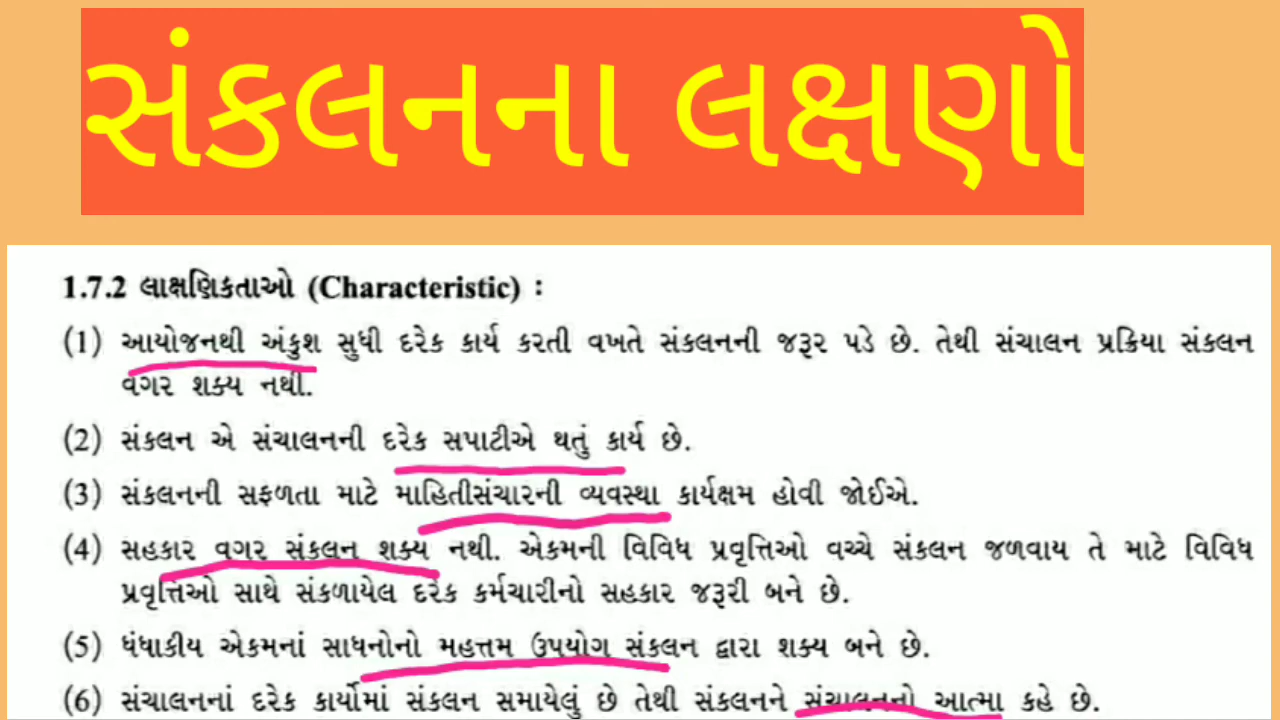 સંકલનના લક્ષણો
1.7.2 લાક્ષણિકતાઓ (Characteristic) :
(1) આયોજનથી અંકુશ સુધી દરેક કાર્ય કરતી વખતે સંકલનની જરૂર પડે છે. તેથી સંચાલન પ્રક્રિયા સંકલન
વગર શક્ય નથી.
(2) સંકલન એ સંચાલનની દરેક સપાટીએ થતું કાર્ય છે.
(3) સંકલનની સફળતા માટે માહિતીસંચારની વ્યવસ્થા કાર્યક્ષમ હોવી જોઈએ.
(4) સહકાર વગર સંકલન શક્ય નથી. એકમની વિવિધ પ્રવૃત્તિઓ વચ્ચે સંકલન જળવાય તે માટે વિવિધ
પ્રવૃત્તિઓ સાથે સંકળાયેલ દરેક કર્મચારીનો સહકાર જરૂરી બને છે.
(5) ધંધાકીય એકમનાં સાધનોનો મહત્તમ ઉપયોગ સંકલન દ્વારા શક્ય બને છે.
(6) સંચાલનનાં દરેક કાર્યોમાં સંકલન સમાયેલું છે તેથી સંકલનને સંચાલનનો આત્મા કહે છે.